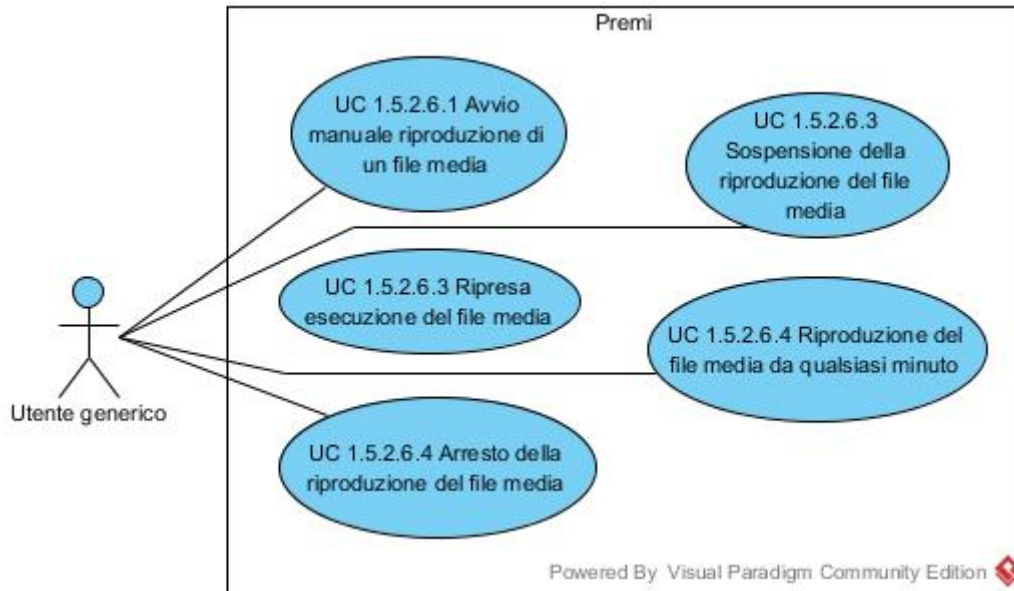 Premi
UC 1.5.2.6.1 Avvio
manuale riproduzione di
un file media
UC 1.5.2.6.3
Sospensione della
riproduzione del file
media
UC 1.5.2.6.3 Ripresa
esecuzione del file media
UC 1.5.2.6.4 Riproduzione del
file media da qualsiasi minuto
Utente generico
UC 1.5.2.6.4 Arresto della
riproduzione del file media
Powered By Visual Paradigm Community Edition